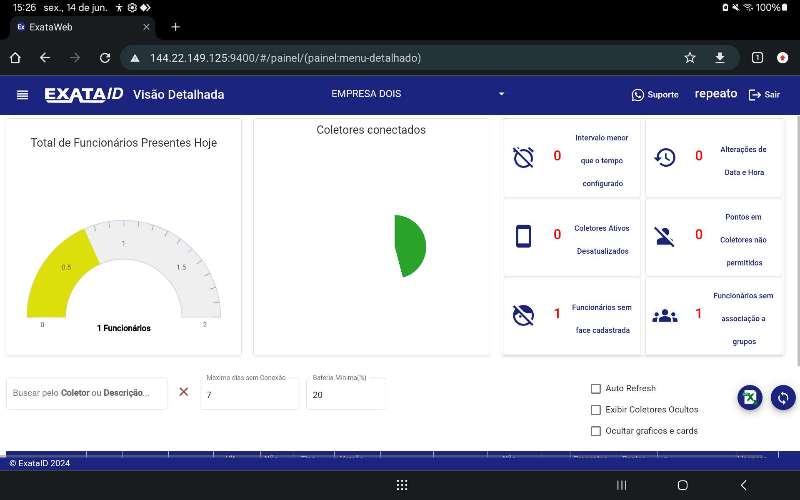 15:26 sex., 14 de jun.
100%
Ex ExataWeb
144.22.149.125:9400/#/painel/(painel:menu-detalhado)
1
EXATAID Visão Detalhada
EMPRESA DOIS
Suporte
repeato
Sair
Total de Funcionários Presentes Hoje
0
0.5
1
1.5
2
1 Funcionários
Coletores conectados
0
Intervalo menor
que o tempo
configurado
0
Alterações de
Data e Hora
0
Coletores Ativos
Desatualizados
0
Pontos em
Coletores não
permitidos
1
Funcionários sem
face cadastrada
1
Funcionários sem
associação a
grupos
Buscar pelo Coletor ou Descrição...
Máximo dias sem Conexão
7
Bateria Mínima(%)
20
Auto Refresh
Exibir Coletores Ocultos
Ocultar graficos e cards
© ExataID 2024